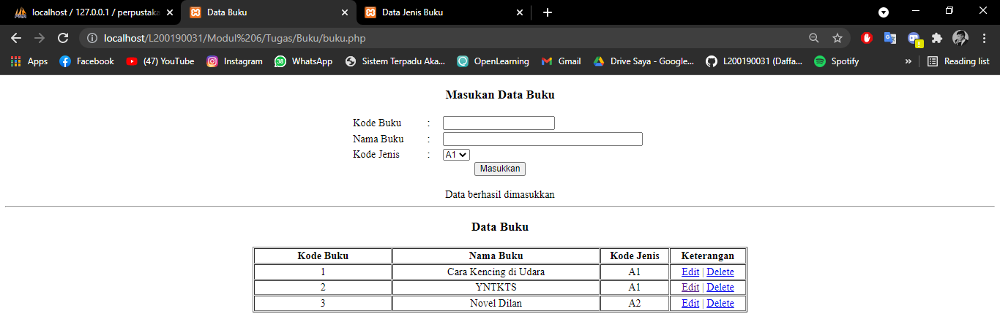 localhost / 127.0.0.1 / perpustaka
Data Buku
Data Jenis Buku
localhost/L200190031/Modul%206/Tugas/Buku/buku.php
Apps Facebook (47) YouTube Instagram 38 WhatsApp Sistem Terpadu Aka... OpenLearning Gmail Drive Saya - Google... L200190031 (Daffa... Spotify » Reading list
Masukan Data Buku
Kode Buku :
Nama Buku :
Kode Jenis : A1
Masukkan
Data berhasil dimasukkan
Data Buku
Kode Buku Nama Buku Kode Jenis Keterangan
1 Cara Kencing di Udara A1 Edit | Delete
2 YNTKTS A1 Edit | Delete
3 Novel Dilan A2 Edit | Delete